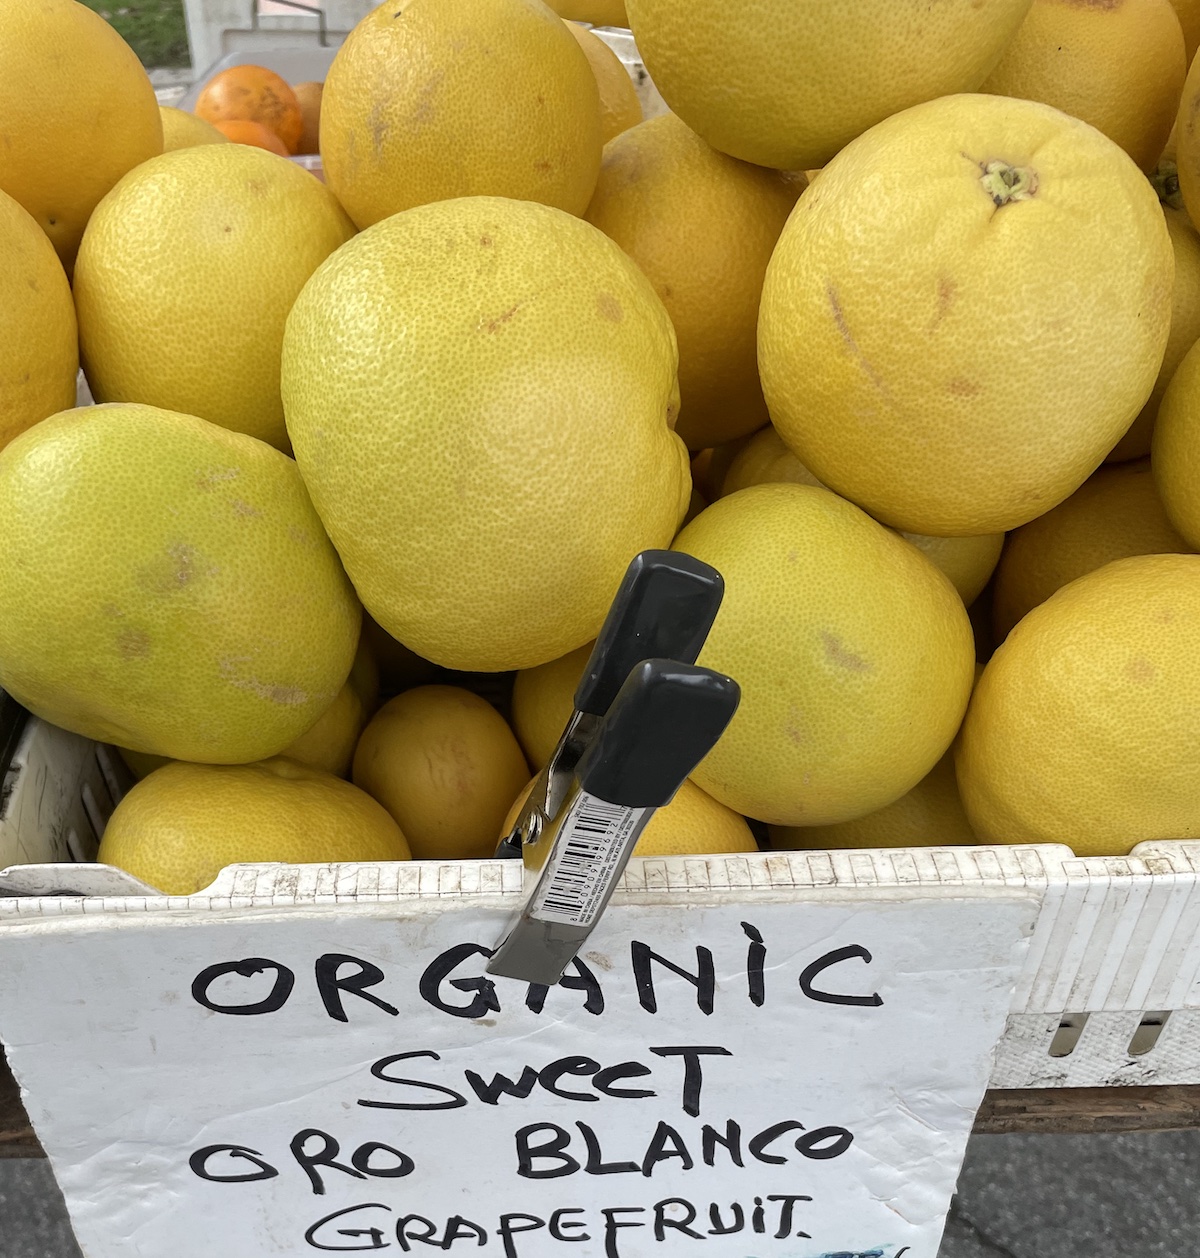 ORGANiC
SweeT
ORO BLANCO
GRAPEFRUiT.